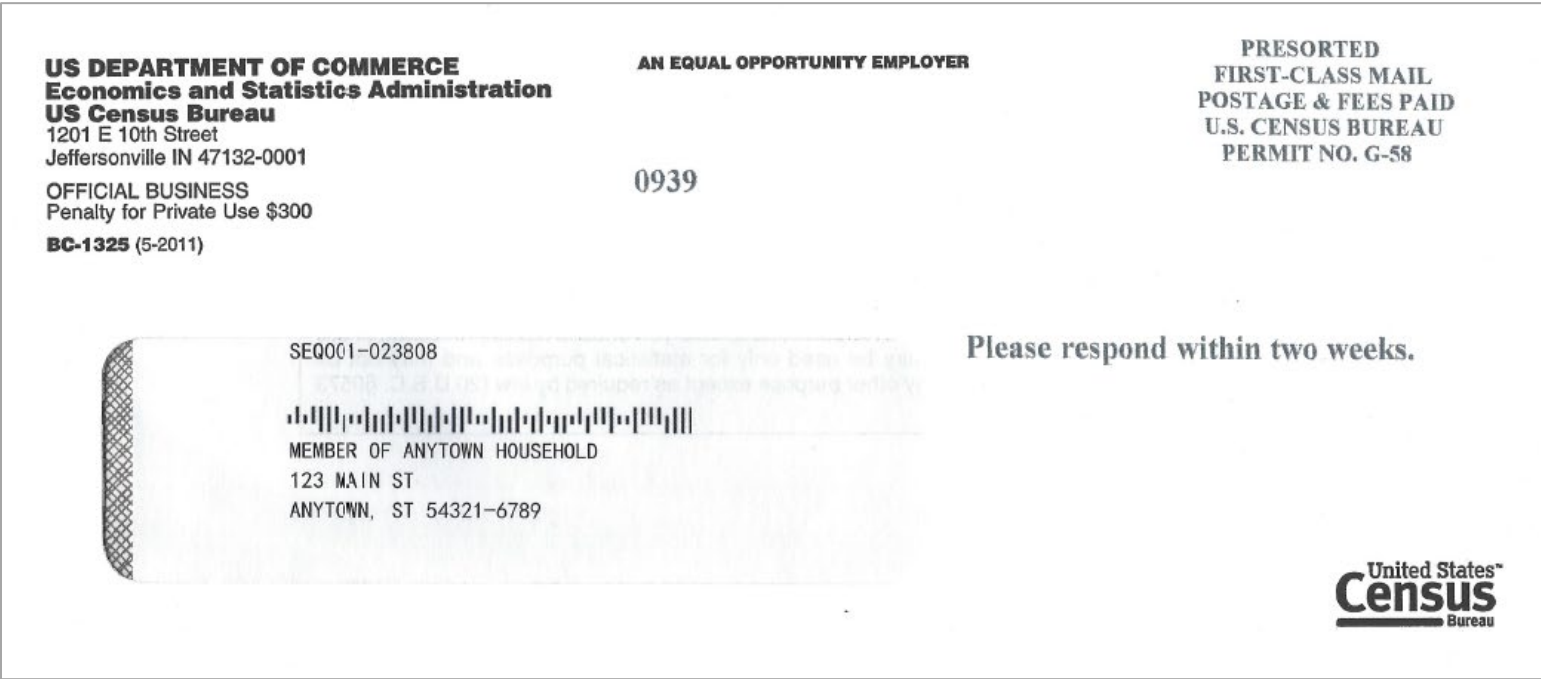 US DEPARTMENT OF COMMERCE
Economics and Statistics Administration
US Census Bureau
1201 E 10th Street
Jeffersonville IN 47132-0001
OFFICIAL BUSINESS
Penalty for Private Use $300
BC-1325 (5-2011)
AN EQUAL OPPORTUNITY EMPLOYER
0939
PRESORTED
FIRST-CLASS MAIL
POSTAGE & FEES PAID
U.S. CENSUS BUREAU
PERMIT NO. G-58
SEQ001-023808
MEMBER OF ANYTOWN HOUSEHOLD
123 MAIN ST
ANYTOWN, ST 54321-6789
Please respond within two weeks.
United States™
Census
Bureau